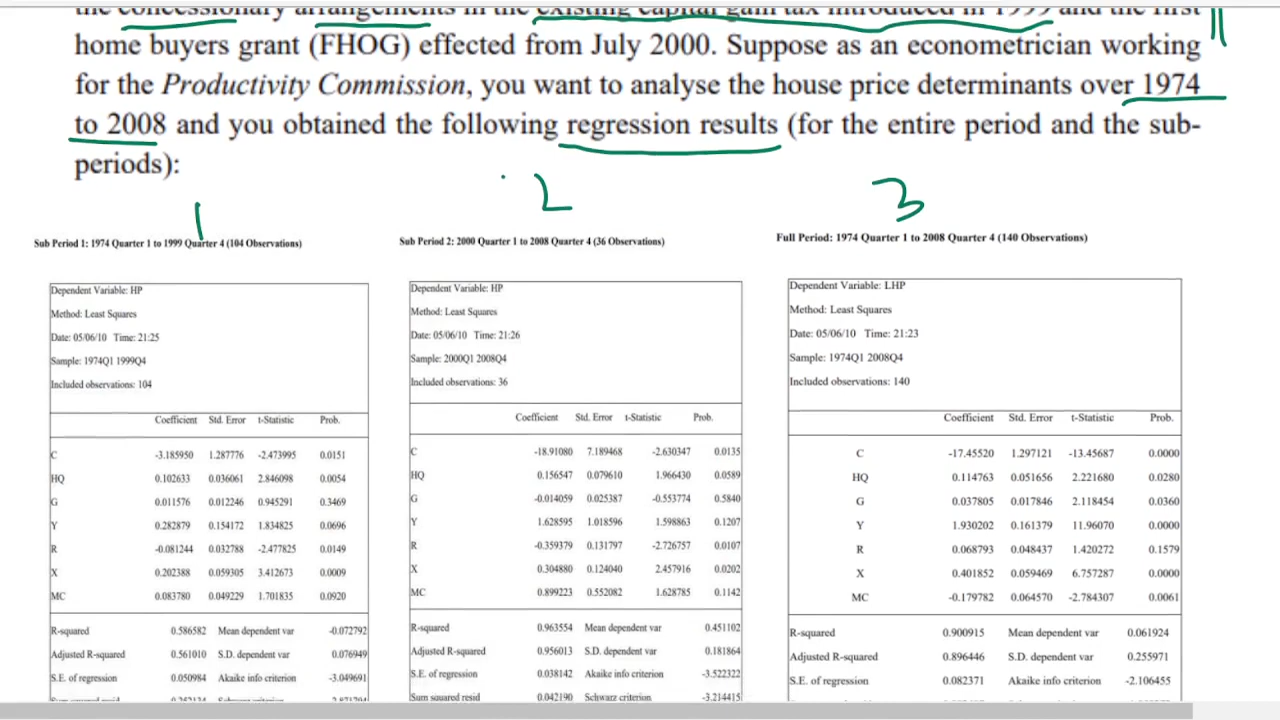 the concessionary arrangements in the existing capital gain tax introduced in 1999 and the first
home buyers grant (FHOG) effected from July 2000. Suppose as an econometrician working
for the Productivity Commission, you want to analyse the house price determinants over 1974
to 2008 and you obtained the following regression results (for the entire period and the sub-
periods):
1 2 3
Sub Period 1: 1974 Quarter 1 to 1999 Quarter 4 (104 Observations)
Dependent Variable: HP
Method: Least Squares
Date: 05/06/10 Time: 21:25
Sample: 1974Q1 1999Q4
Included observations: 104
Coefficient Std. Error t-Statistic Prob.
C -3.185950 1.287776 -2.473995 0.0151
HQ 0.102633 0.036061 2.846098 0.0054
G 0.011576 0.012246 0.945291 0.3469
Y 0.282879 0.154172 1.834825 0.0696
R -0.081244 0.032788 -2.477825 0.0149
X 0.202388 0.059305 3.412673 0.0009
MC 0.083780 0.049229 1.701835 0.0920
R-squared 0.586582 Mean dependent var -0.072792
Adjusted R-squared 0.561010 S.D. dependent var 0.076949
S.E. of regression 0.050984 Akaike info criterion -3.049691
Sum squared resid Schwarz criterion
Sub Period 2: 2000 Quarter 1 to 2008 Quarter 4 (36 Observations)
Dependent Variable: HP
Method: Least Squares
Date: 05/06/10 Time: 21:26
Sample: 2000Q1 2008Q4
Included observations: 36
Coefficient Std. Error t-Statistic Prob.
C -18.91080 7.189468 -2.630347 0.0135
HQ 0.156547 0.079610 1.966430 0.0589
G -0.014059 0.025387 -0.553774 0.5840
Y 1.628595 1.018596 1.598863 0.1207
R -0.359379 0.131797 -2.726757 0.0107
X 0.304880 0.124040 2.457916 0.0202
MC 0.899223 0.552082 1.628785 0.1142
R-squared 0.963554 Mean dependent var 0.451102
Adjusted R-squared 0.956013 S.D. dependent var 0.181864
S.E. of regression 0.038142 Akaike info criterion -3.522322
Sum squared resid 0.042190 Schwarz criterion -3.214415
Full Period: 1974 Quarter 1 to 2008 Quarter 4 (140 Observations)
Dependent Variable: LHP
Method: Least Squares
Date: 05/06/10 Time: 21:23
Sample: 1974Q1 2008Q4
Included observations: 140
Coefficient Std. Error t-Statistic Prob.
C -17.45520 1.297121 -13.45687 0.0000
HQ 0.114763 0.051656 2.221680 0.0280
G 0.037805 0.017846 2.118454 0.0360
Y 1.930202 0.161379 11.96070 0.0000
R 0.068793 0.048437 1.420272 0.1579
X 0.401852 0.059469 6.757287 0.0000
MC -0.179782 0.064570 -2.784307 0.0061
R-squared 0.900915 Mean dependent var 0.061924
Adjusted R-squared 0.896446 S.D. dependent var 0.255971
S.E. of regression 0.082371 Akaike info criterion -2.106455